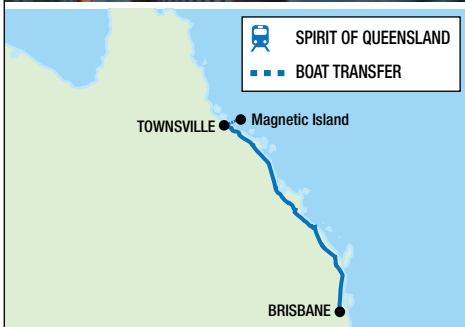 SPIRIT OF QUEENSLAND
BOAT TRANSFER
TOWNSVILLE
Magnetic Island
BRISBANE